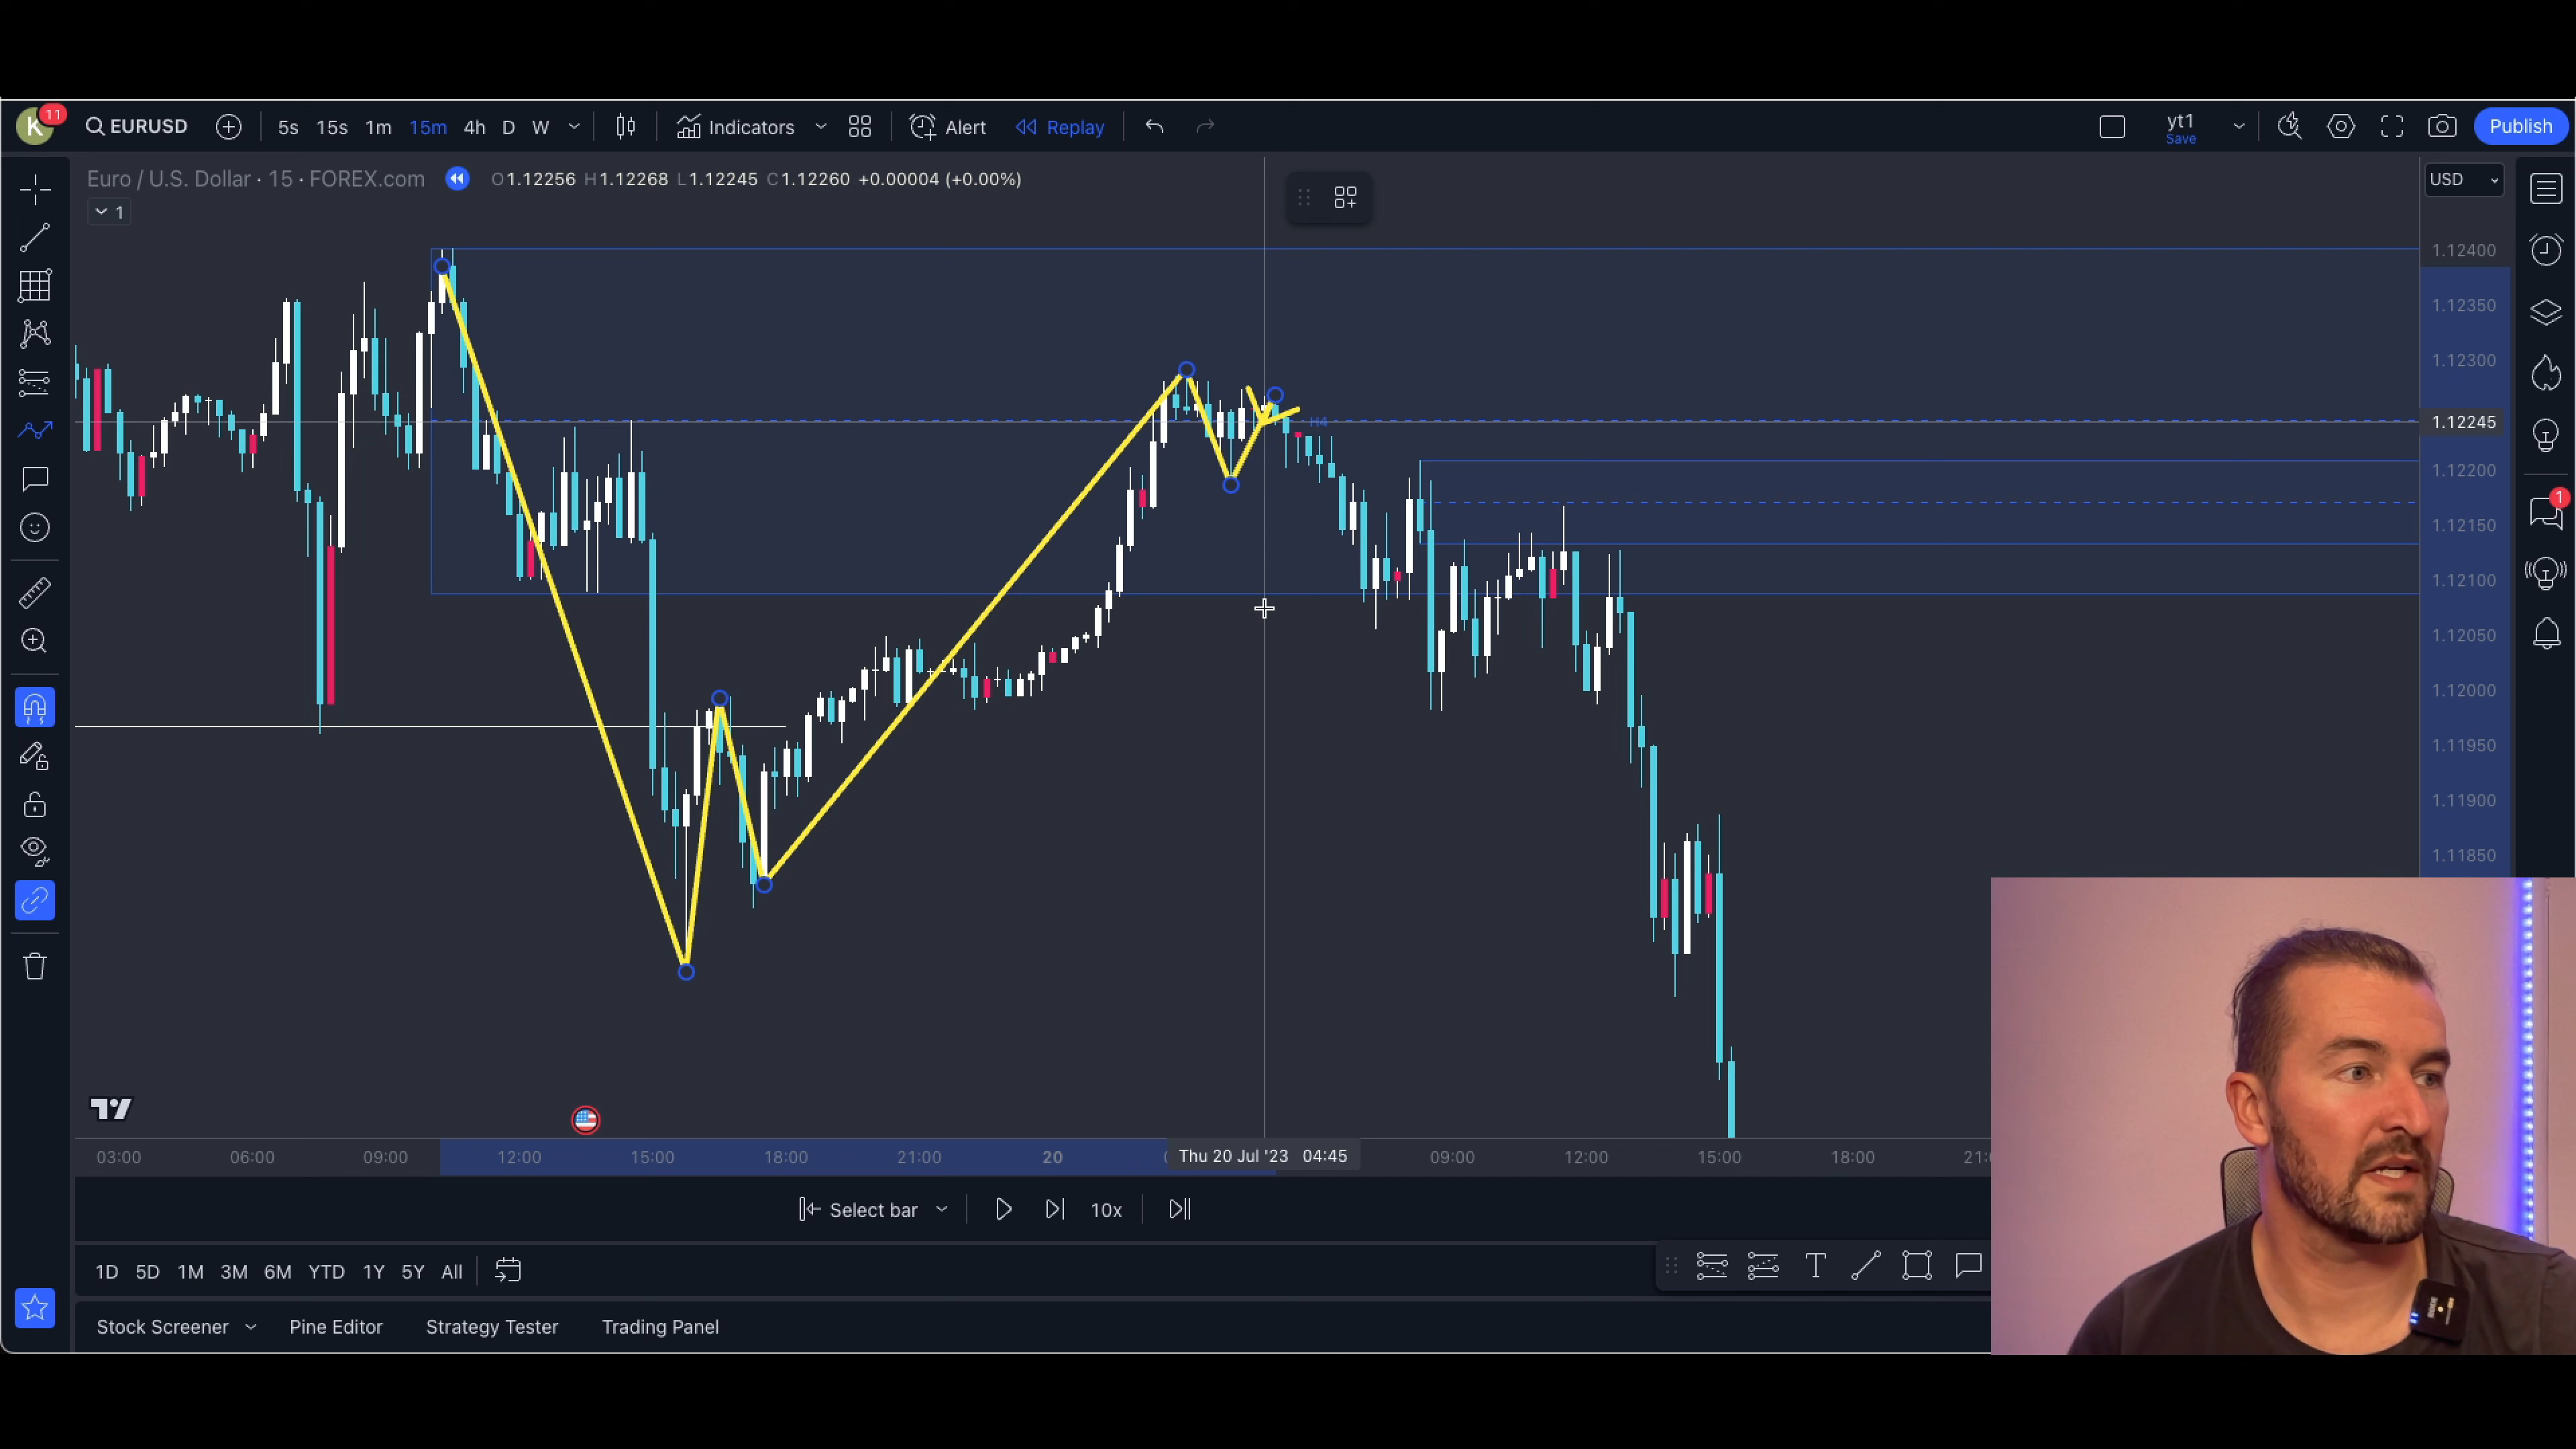 K 11 EURUSD 5s 15s 1m 15m 4h D W Indicators Alert Replay yt1 Save Publish
Euro / U.S. Dollar · 15 · FOREX.com O1.12256 H1.12268 L1.12245 C1.12260 +0.00004 (+0.00%) USD
1
1.12400
1.12350
1.12300
H4 1.12245
1.12200
1
1.12150
1.12100
1.12050
1.12000
1.11950
1.11900
1.11850
03:00 06:00 09:00 12:00 15:00 18:00 21:00 20 Thu 20 Jul '23 04:45 09:00 12:00 15:00 18:00
Select bar 10x
1D 5D 1M 3M 6M YTD 1Y 5Y All
Stock Screener Pine Editor Strategy Tester Trading Panel